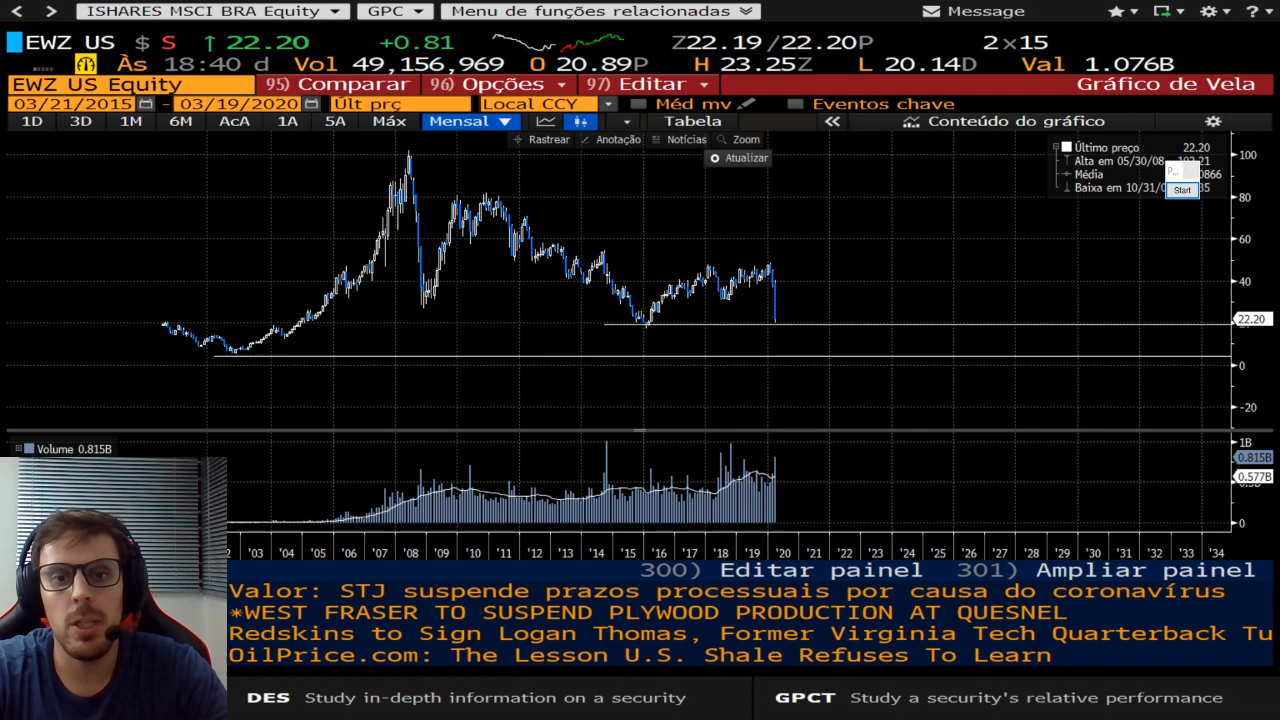 < > ISHARES MSCI BRA Equity GPC Menu de funções relacionadas Message ?
EWZ US $ S ↑ 22.20 +0.81 Z22.19/22.20P 2×15
Às 18:40 d Vol 49,156,969 O 20.89P H 23.25Z L 20.14D Val 1.076B
EWZ US Equity 95) Comparar 96) Opções 97) Editar Gráfico de Vela
03/21/2015 - 03/19/2020 Últ prç Local CCY Méd mv Eventos chave
1D 3D 1M 6M AcA 1A 5A Máx Mensal Tabela « Conteúdo do gráfico
Rastrear Anotação Notícias Zoom
Atualizar
Último preço 22.20
Alta em 05/30/08
Média 0866
Baixa em 10/31/
P...
Start
100
80
60
40
22.20
0
-20
Volume 0.815B
1B
0.815B
0.577B
0
'03 '04 '05 '06 '07 '08 '09 '10 '11 '12 '13 '14 '15 '16 '17 '18 '19 '20 '21 '22 '23 '24 '25 '26 '27 '28 '29 '30 '31 '32 '33 '34
300) Editar painel 301) Ampliar painel
Valor: STJ suspende prazos processuais por causa do coronavírus
*WEST FRASER TO SUSPEND PLYWOOD PRODUCTION AT QUESNEL
Redskins to Sign Logan Thomas, Former Virginia Tech Quarterback Tu
OilPrice.com: The Lesson U.S. Shale Refuses To Learn
DES Study in-depth information on a security GPCT Study a security's relative performance